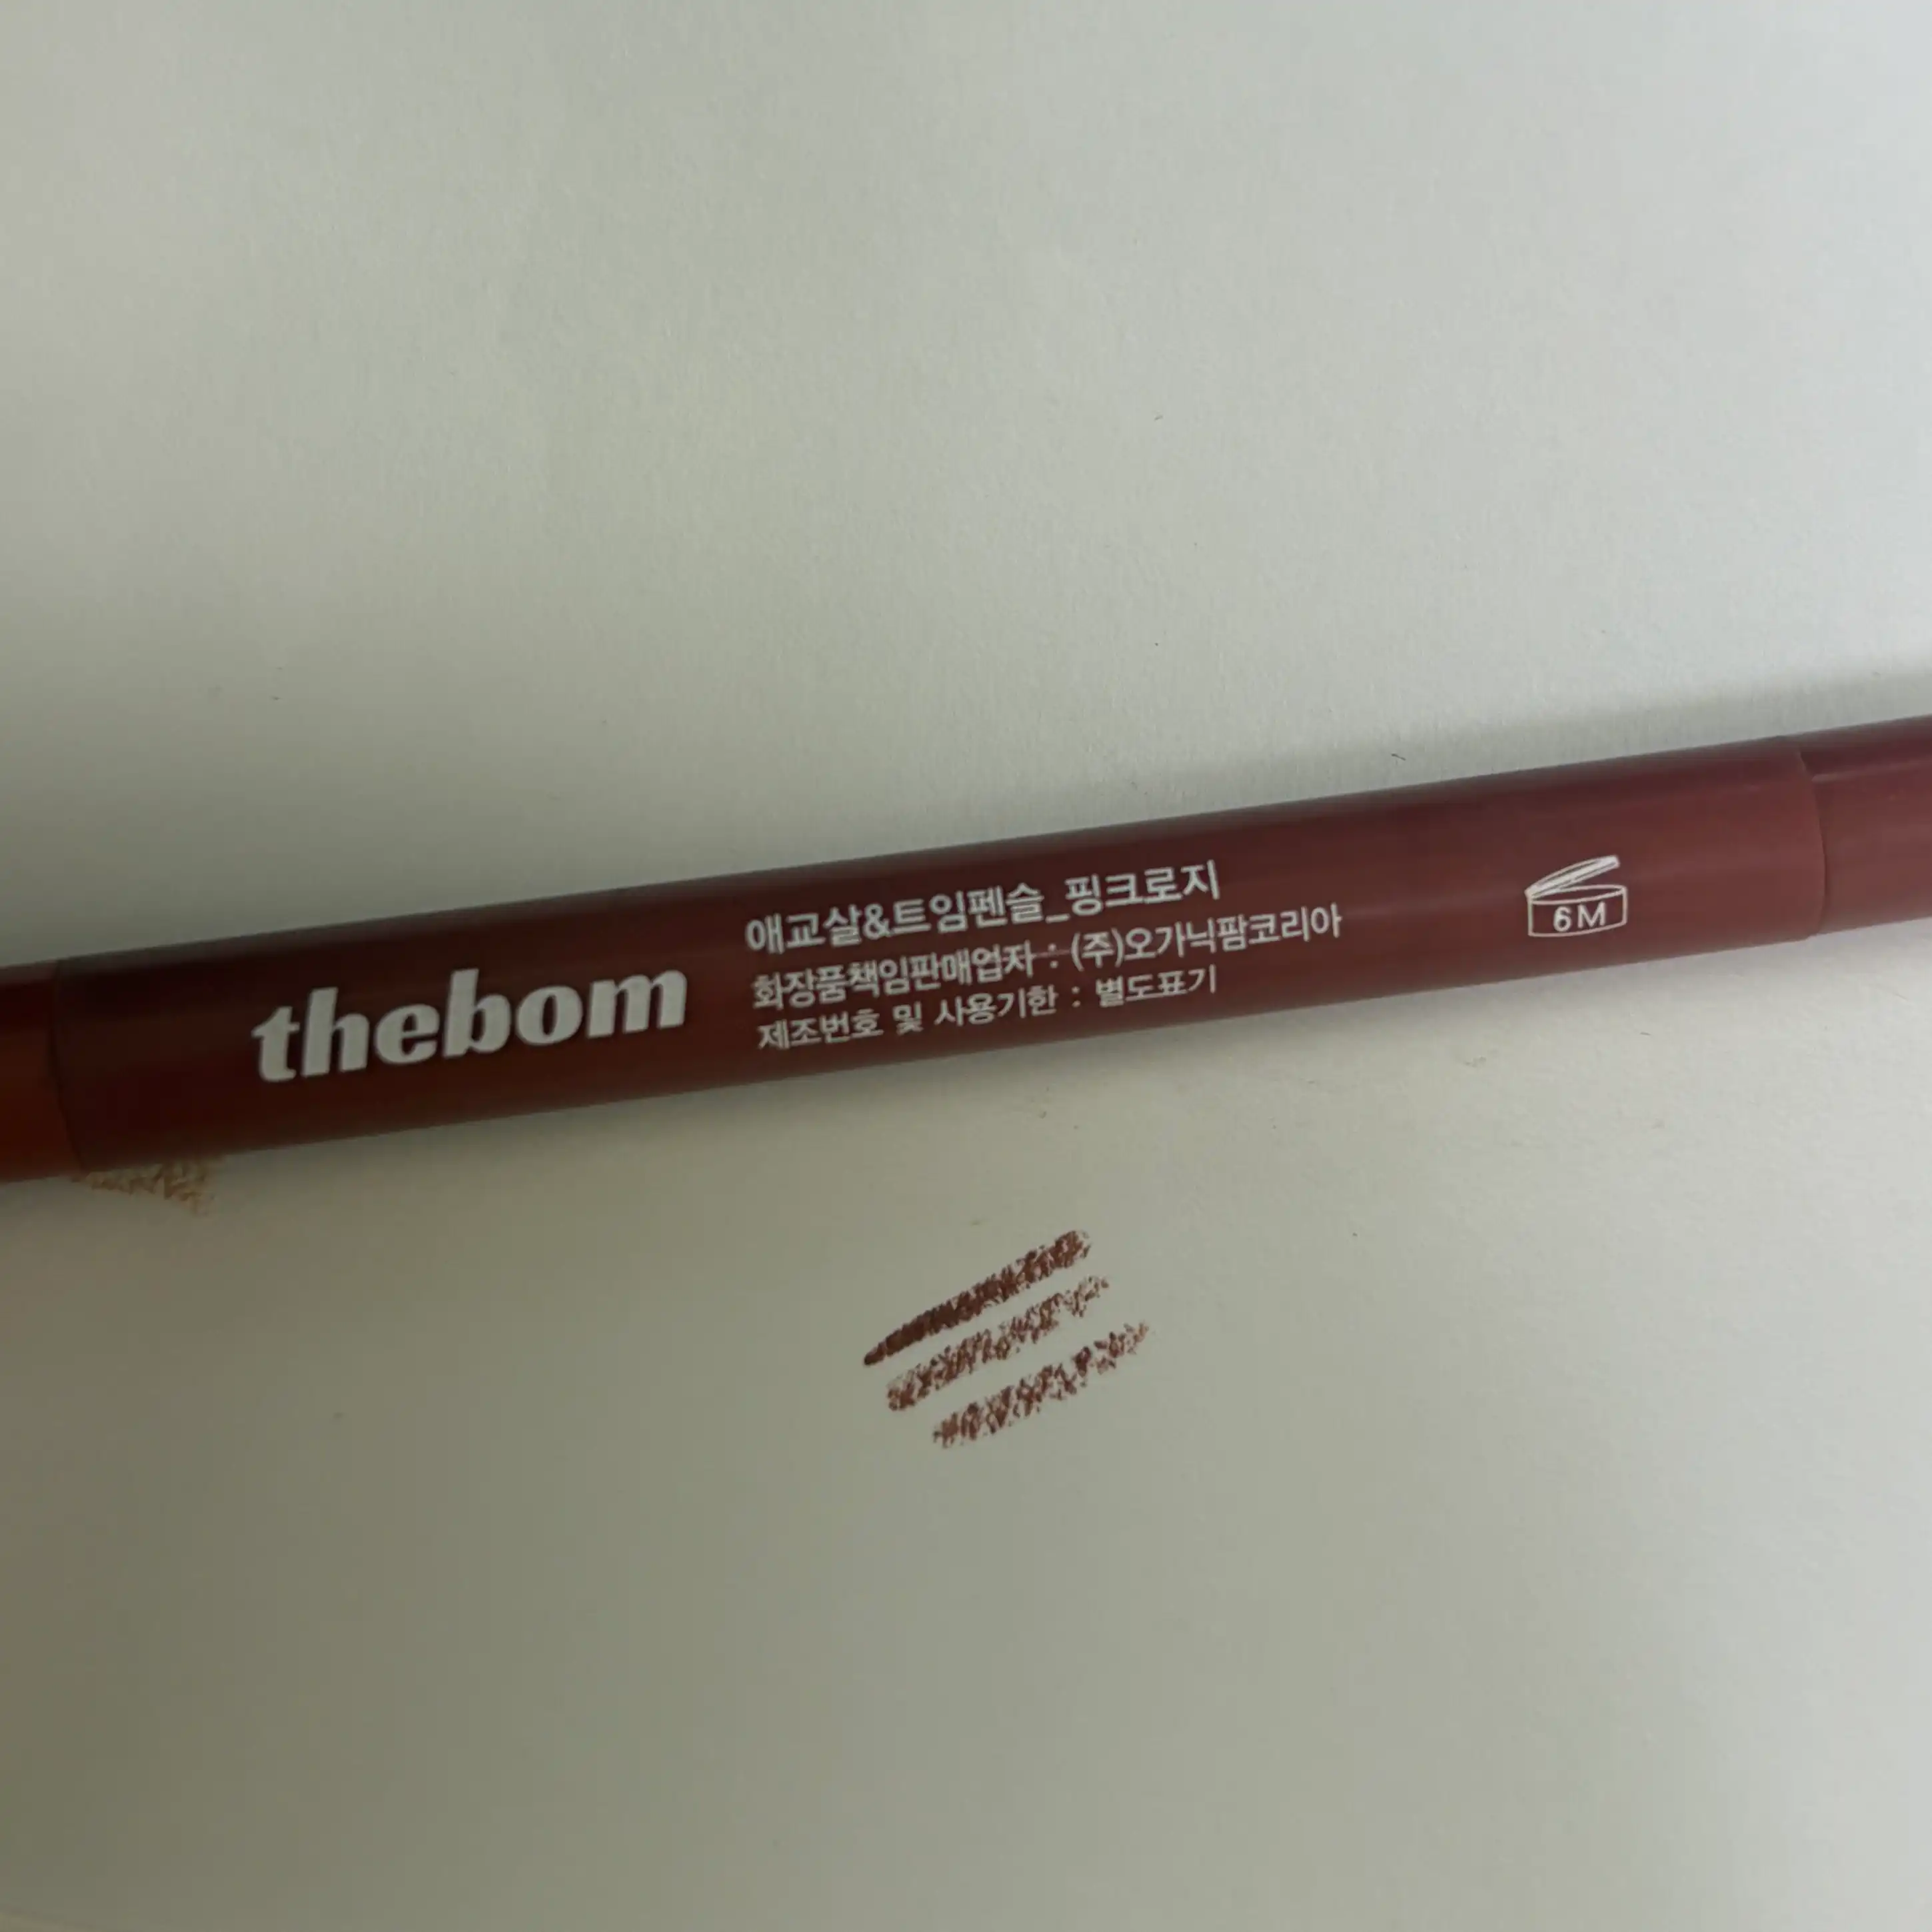 thebom
애교살&트임펜슬_핑크로지
화장품책임판매업자 : (주)오가닉팜코리아
제조번호 및 사용기한 : 별도표기
6M